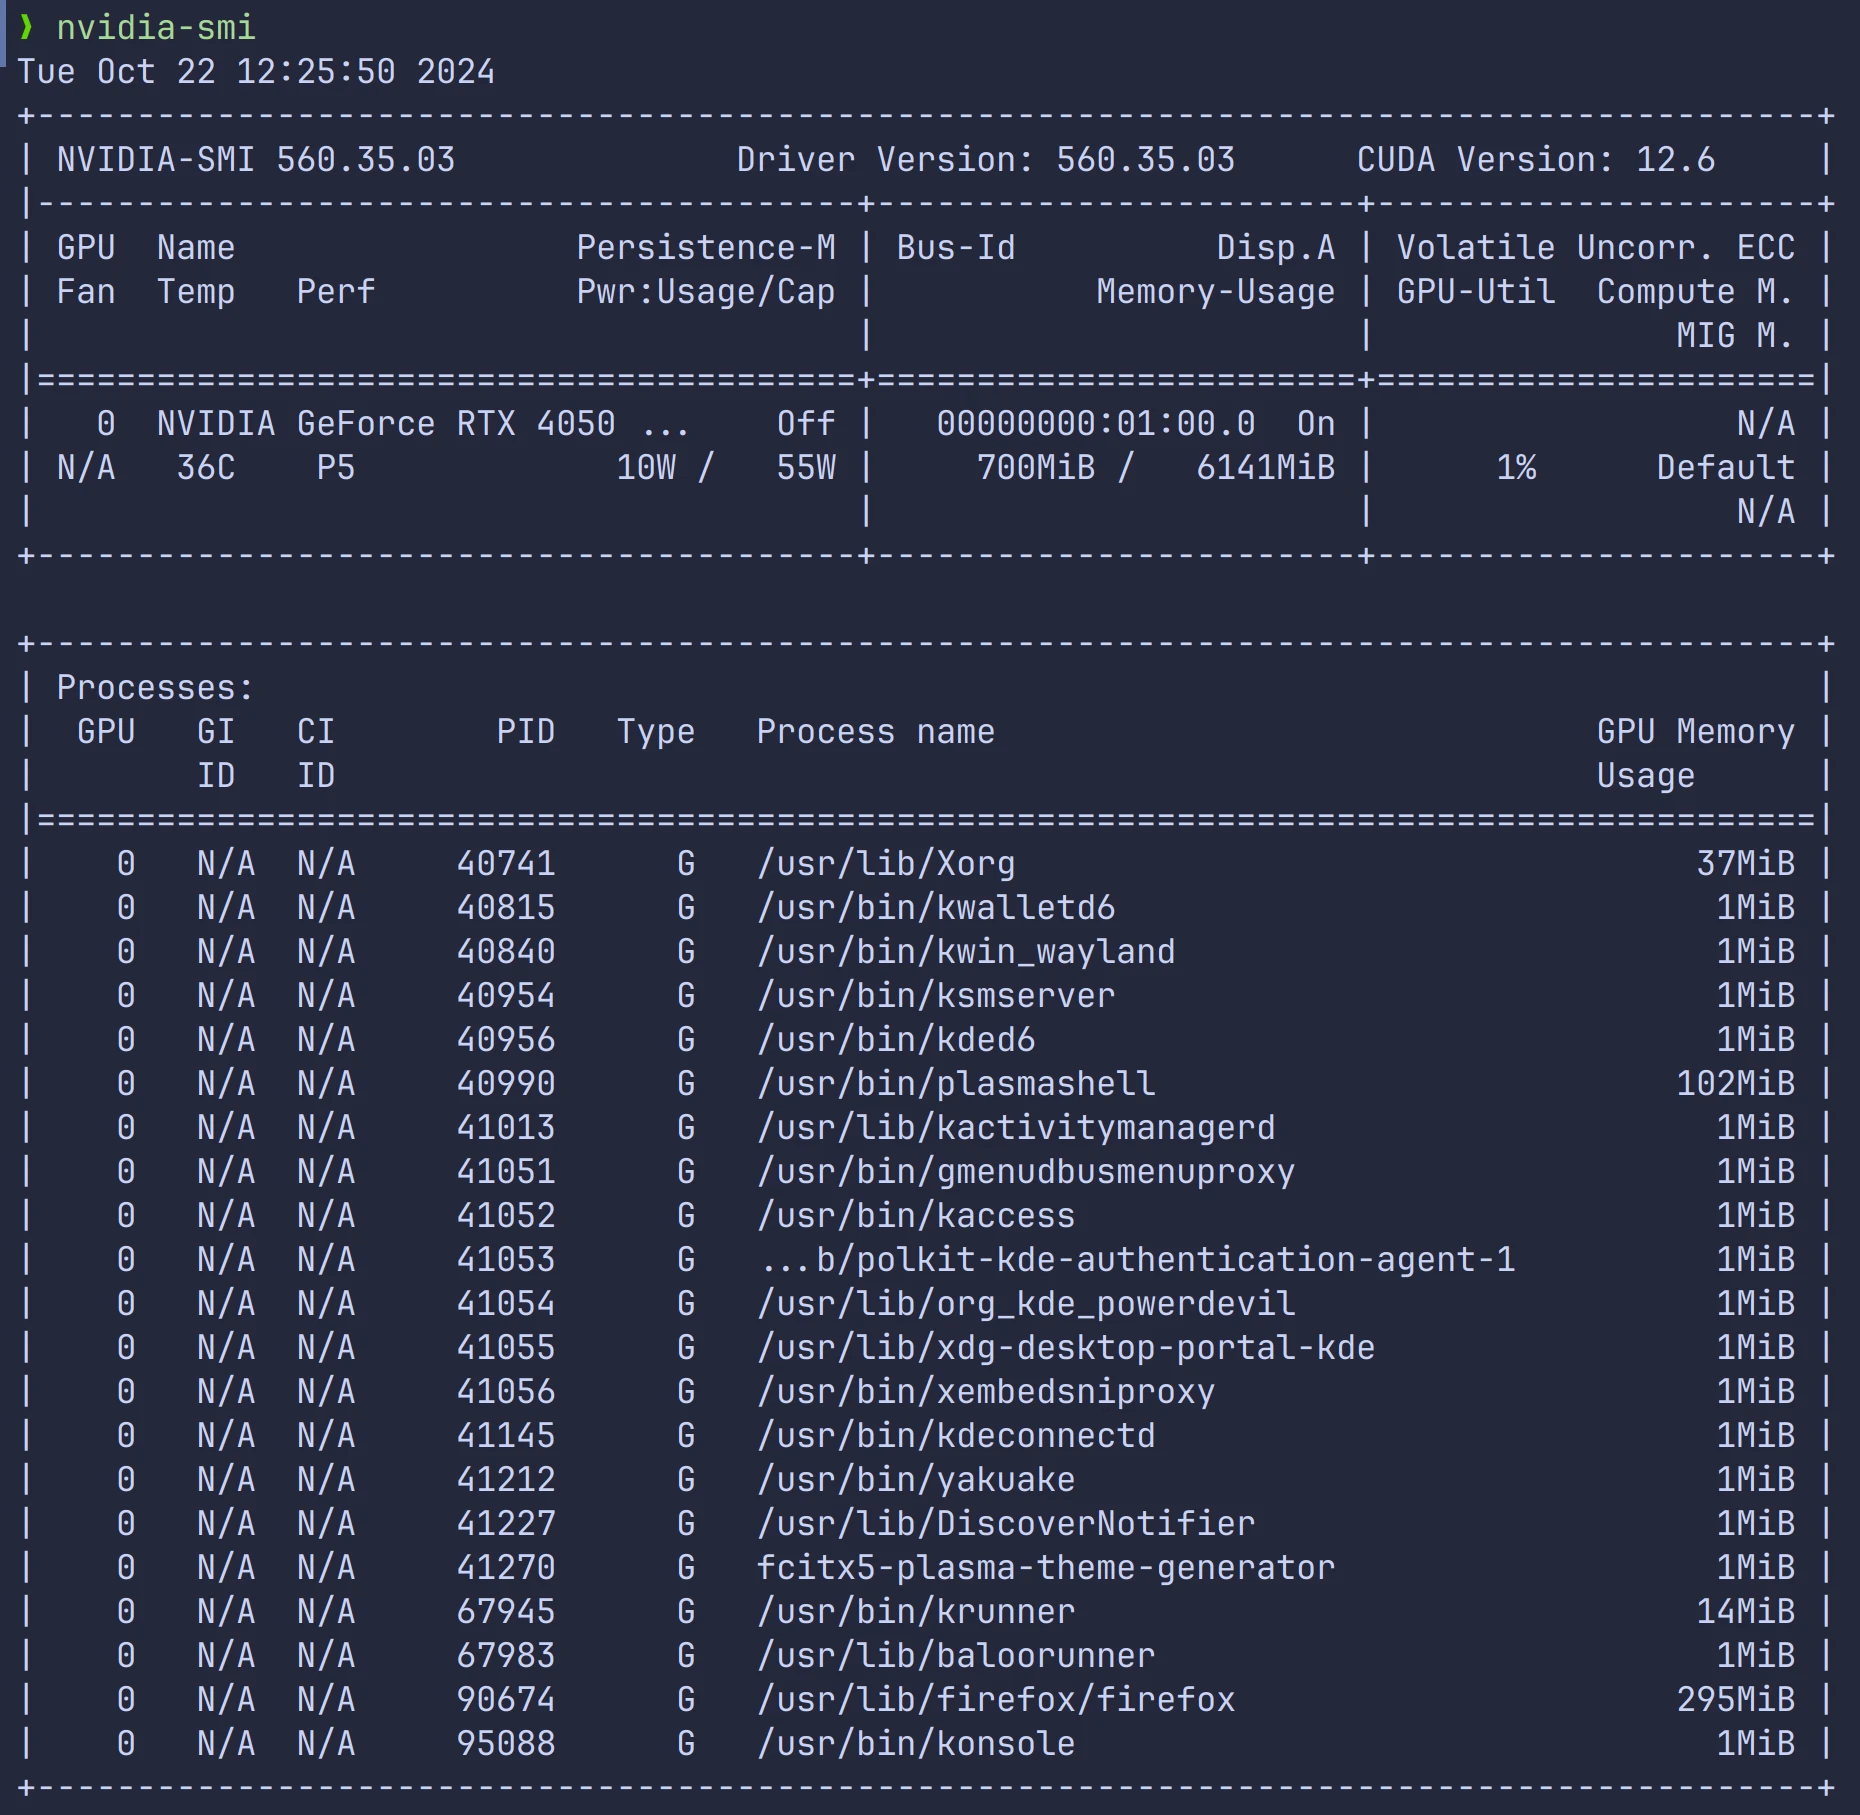 ❯ nvidia-smi
Tue Oct 22 12:25:50 2024
+-----------------------------------------------------------------------------------------+
| NVIDIA-SMI 560.35.03              Driver Version: 560.35.03      CUDA Version: 12.6     |
|-----------------------------------------+------------------------+----------------------+
| GPU  Name                 Persistence-M | Bus-Id          Disp.A | Volatile Uncorr. ECC |
| Fan  Temp   Perf          Pwr:Usage/Cap |           Memory-Usage | GPU-Util  Compute M. |
|                                         |                        |               MIG M. |
|=========================================+========================+======================|
|   0  NVIDIA GeForce RTX 4050 ...    Off |   00000000:01:00.0  On |                  N/A |
| N/A   36C    P5             10W /   55W |     700MiB /   6141MiB |      1%      Default |
|                                         |                        |                  N/A |
+-----------------------------------------+------------------------+----------------------+

+-----------------------------------------------------------------------------------------+
| Processes:                                                                              |
|  GPU   GI   CI        PID   Type   Process name                              GPU Memory |
|        ID   ID                                                               Usage      |
|=========================================================================================|
|    0   N/A  N/A     40741      G   /usr/lib/Xorg                                  37MiB |
|    0   N/A  N/A     40815      G   /usr/bin/kwalletd6                              1MiB |
|    0   N/A  N/A     40840      G   /usr/bin/kwin_wayland                           1MiB |
|    0   N/A  N/A     40954      G   /usr/bin/ksmserver                              1MiB |
|    0   N/A  N/A     40956      G   /usr/bin/kded6                                  1MiB |
|    0   N/A  N/A     40990      G   /usr/bin/plasmashell                          102MiB |
|    0   N/A  N/A     41013      G   /usr/lib/kactivitymanagerd                      1MiB |
|    0   N/A  N/A     41051      G   /usr/bin/gmenudbusmenuproxy                     1MiB |
|    0   N/A  N/A     41052      G   /usr/bin/kaccess                                1MiB |
|    0   N/A  N/A     41053      G   ...b/polkit-kde-authentication-agent-1          1MiB |
|    0   N/A  N/A     41054      G   /usr/lib/org_kde_powerdevil                     1MiB |
|    0   N/A  N/A     41055      G   /usr/lib/xdg-desktop-portal-kde                 1MiB |
|    0   N/A  N/A     41056      G   /usr/bin/xembedsniproxy                         1MiB |
|    0   N/A  N/A     41145      G   /usr/bin/kdeconnectd                            1MiB |
|    0   N/A  N/A     41212      G   /usr/bin/yakuake                                1MiB |
|    0   N/A  N/A     41227      G   /usr/lib/DiscoverNotifier                       1MiB |
|    0   N/A  N/A     41270      G   fcitx5-plasma-theme-generator                   1MiB |
|    0   N/A  N/A     67945      G   /usr/bin/krunner                               14MiB |
|    0   N/A  N/A     67983      G   /usr/lib/baloorunner                            1MiB |
|    0   N/A  N/A     90674      G   /usr/lib/firefox/firefox                      295MiB |
|    0   N/A  N/A     95088      G   /usr/bin/konsole                                1MiB |
+-----------------------------------------------------------------------------------------+